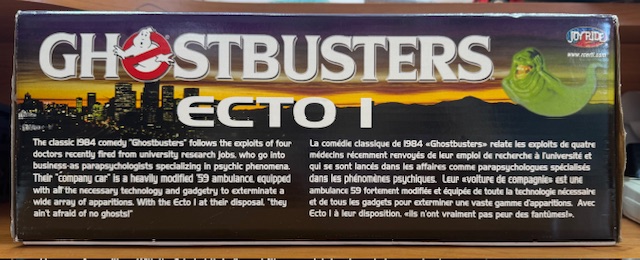 GHOSTBUSTERS
ECTO 1
JOY RIDE
The classic 1984 comedy "Ghostbusters" follows the exploits of four
doctors recently fired from university research jobs, who go into
business as parapsychologists specializing in psychic phenomena.
Their "company car" is a heavily modified '59 ambulance, equipped
with all the necessary technology and gadgetry to exterminate a
wide array of apparitions. With the Ecto 1 at their disposal, "they
ain't afraid of no ghosts!"
La comédie classique de 1984 «Ghostbusters» relate les exploits de quatre
médecins récemment renvoyés de leur emploi de recherche à l'université et
qui se sont lancés dans les affaires comme parapsychologues spécialisés
dans les phénomènes psychiques. Leur «voiture de compagnie» est une
ambulance 59 fortement modifiée et équipée de toute la technologie nécessaire
et de tous les gadgets pour exterminer une vaste gamme d'apparitions. Avec
Ecto 1 à leur disposition, «ils n'ont vraiment pas peur des fantômes!».